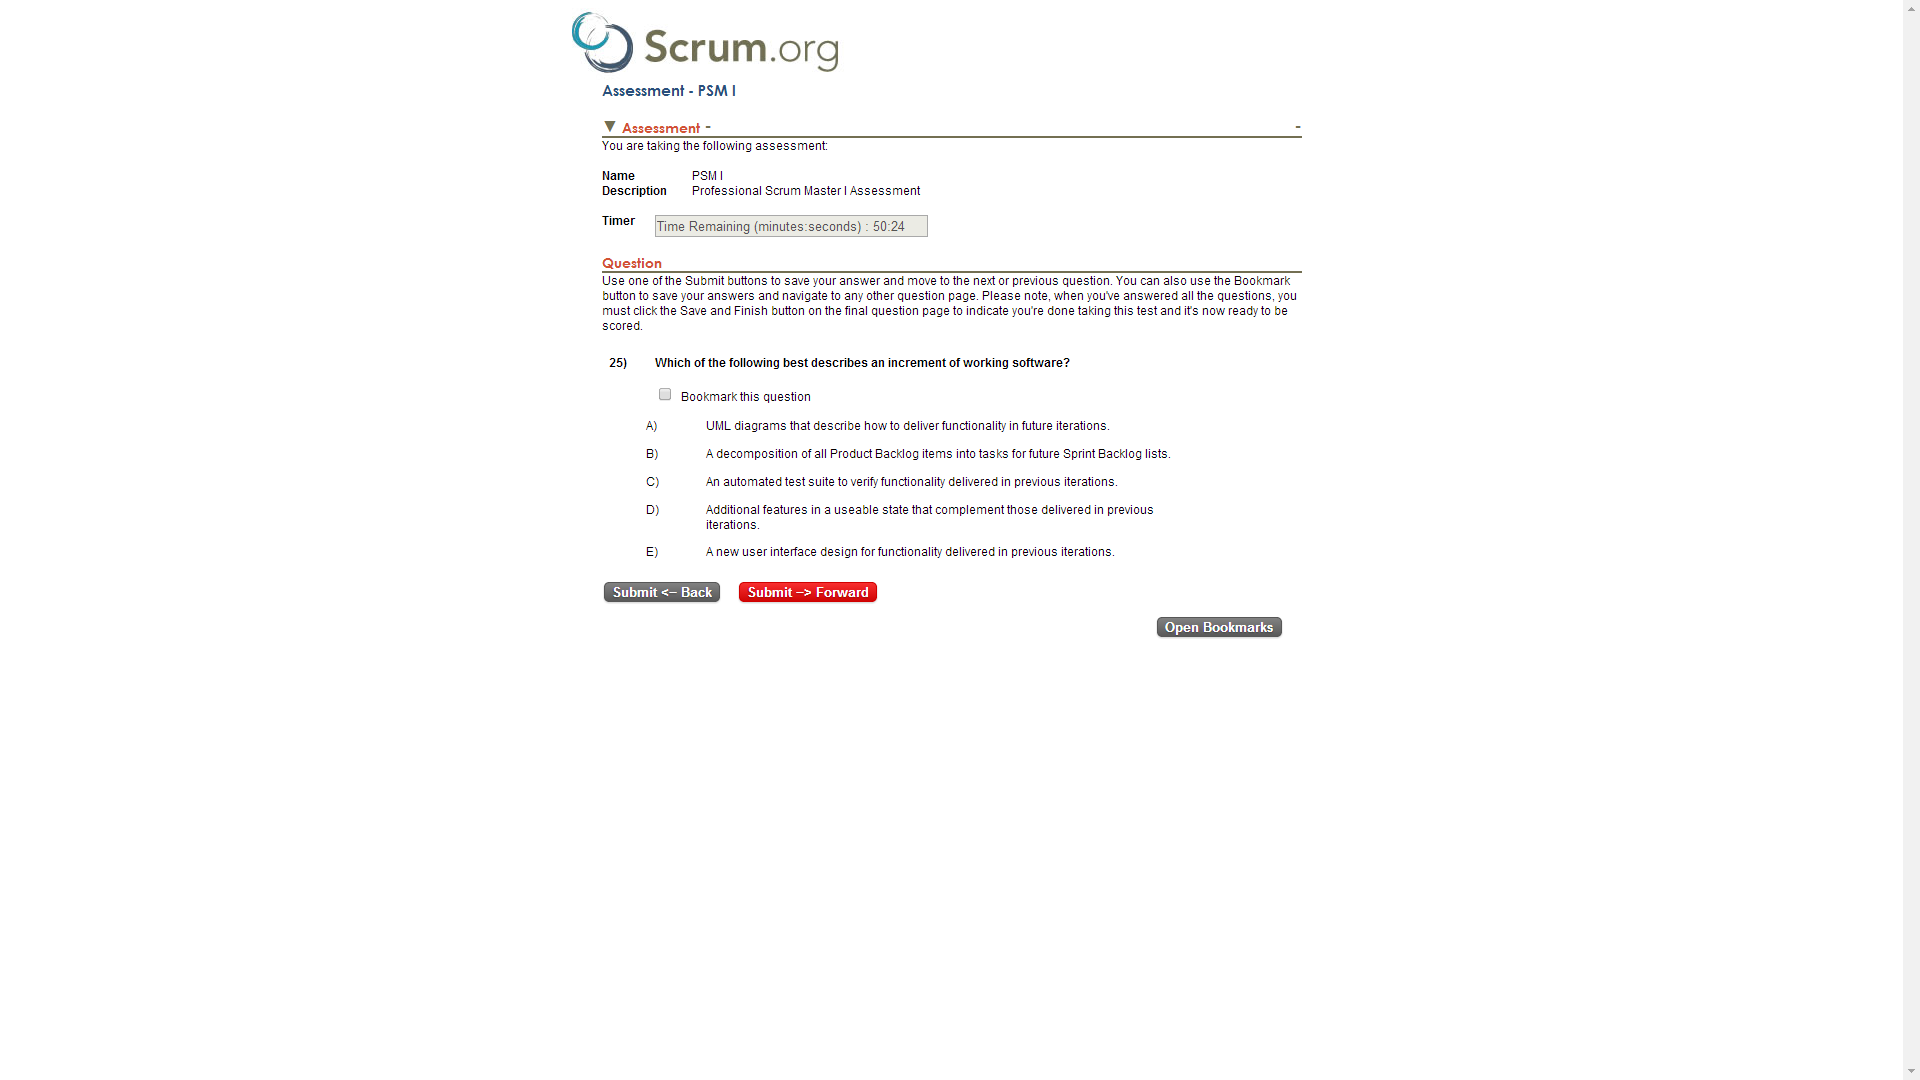 Scrum.org
Assessment - PSM I
▼ Assessment - -
You are taking the following assessment:
Name PSM I
Description Professional Scrum Master I Assessment
Timer Time Remaining (minutes:seconds) : 50:24
Question
Use one of the Submit buttons to save your answer and move to the next or previous question. You can also use the Bookmark
button to save your answers and navigate to any other question page. Please note, when you've answered all the questions, you
must click the Save and Finish button on the final question page to indicate you're done taking this test and it's now ready to be
scored.
25) Which of the following best describes an increment of working software?
Bookmark this question
A) UML diagrams that describe how to deliver functionality in future iterations.
B) A decomposition of all Product Backlog items into tasks for future Sprint Backlog lists.
C) An automated test suite to verify functionality delivered in previous iterations.
D) Additional features in a useable state that complement those delivered in previous
iterations.
E) A new user interface design for functionality delivered in previous iterations.
Submit <-- Back Submit --> Forward
Open Bookmarks